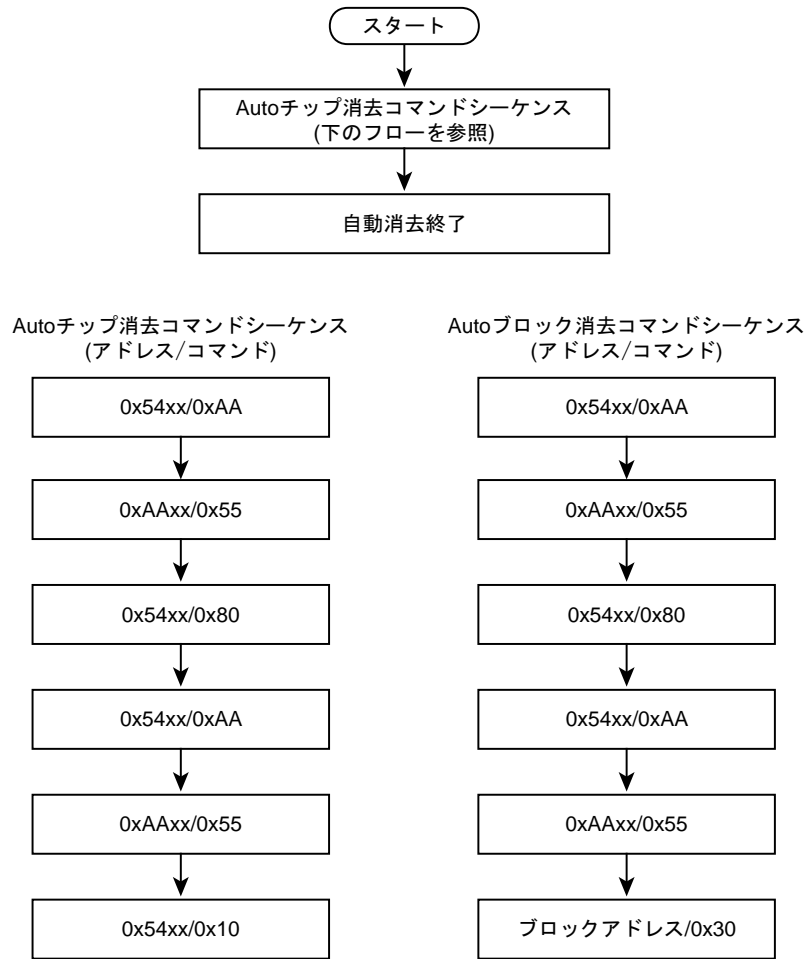 スタート
Autoチップ消去コマンドシーケンス
(下のフローを参照)
自動消去終了
Autoチップ消去コマンドシーケンス
(アドレス/コマンド)
0x54xx/0xAA
0xAAxx/0x55
0x54xx/0x80
0x54xx/0xAA
0xAAxx/0x55
0x54xx/0x10
Autoブロック消去コマンドシーケンス
(アドレス/コマンド)
0x54xx/0xAA
0xAAxx/0x55
0x54xx/0x80
0x54xx/0xAA
0xAAxx/0x55
ブロックアドレス/0x30